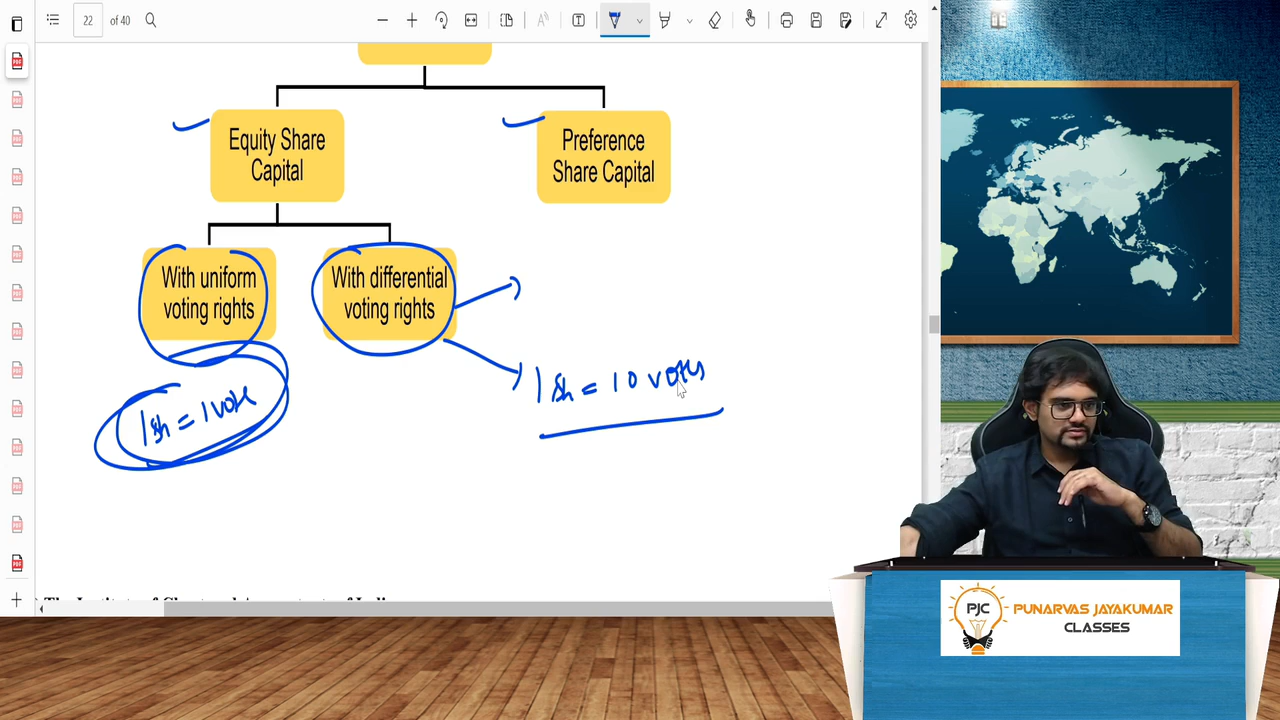 22 of 40
Equity Share
Capital
Preference
Share Capital
With uniform
voting rights
With differential
voting rights
1 sh = 1 vote
1 sh = 10 votes
PJC
PUNARVAS JAYAKUMAR
CLASSES